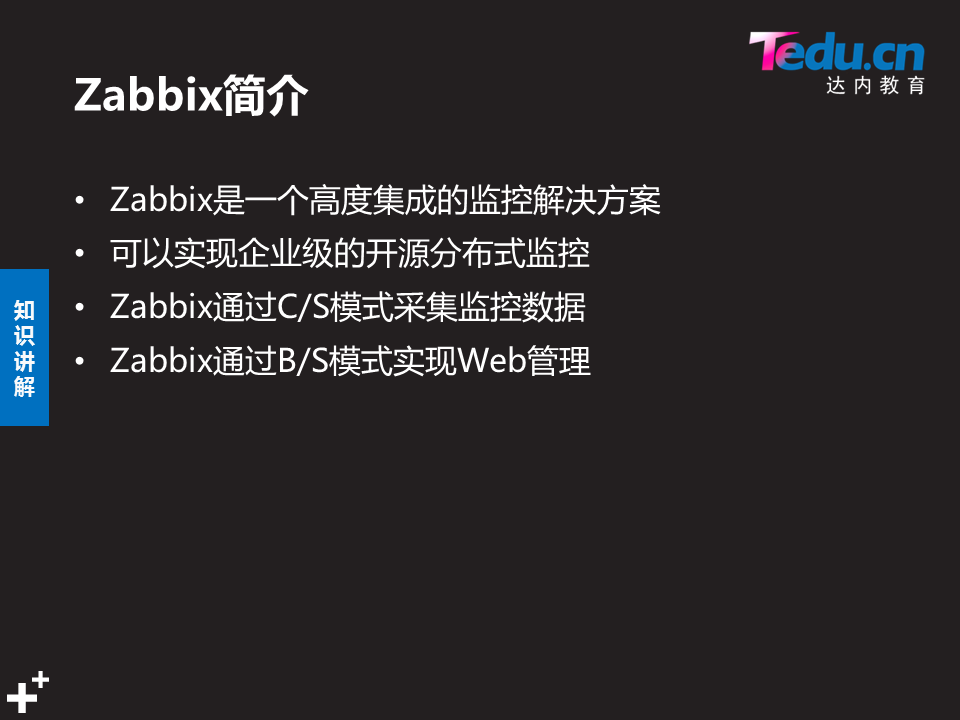 Tedu.cn
达内教育
Zabbix简介
• Zabbix是一个高度集成的监控解决方案
• 可以实现企业级的开源分布式监控
• Zabbix通过C/S模式采集监控数据
• Zabbix通过B/S模式实现Web管理
知
识
讲
解